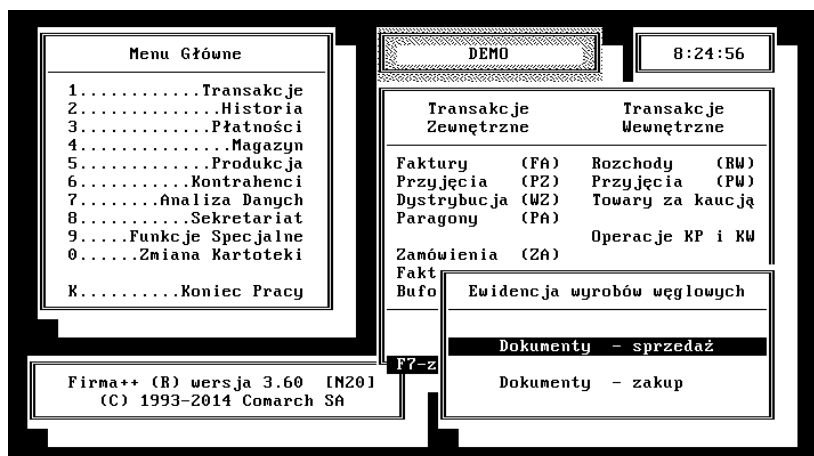 Menu Główne
1............Transakcje
2..............Historia
3.............Płatności
4...............Magazyn
5.............Produkcja
6...........Kontrahenci
7........Analiza Danych
8...........Sekretariat
9.....Funkcje Specjalne
0......Zmiana Kartoteki
K..........Koniec Pracy
DEMO
8:24:56
Transakcje Transakcje
Zewnętrzne Wewnętrzne
Faktury (FA) Rozchody (RW)
Przyjęcia (PZ) Przyjęcia (PW)
Dystrybucja (WZ) Towary za kaucją
Paragony (PA)
Operacje KP i KW
Zamówienia (ZA)
Fakt
Bufo
F7-z
Ewidencja wyrobów węglowych
Dokumenty - sprzedaż
Dokumenty - zakup
Firma++ (R) wersja 3.60 [N20]
(C) 1993-2014 Comarch SA